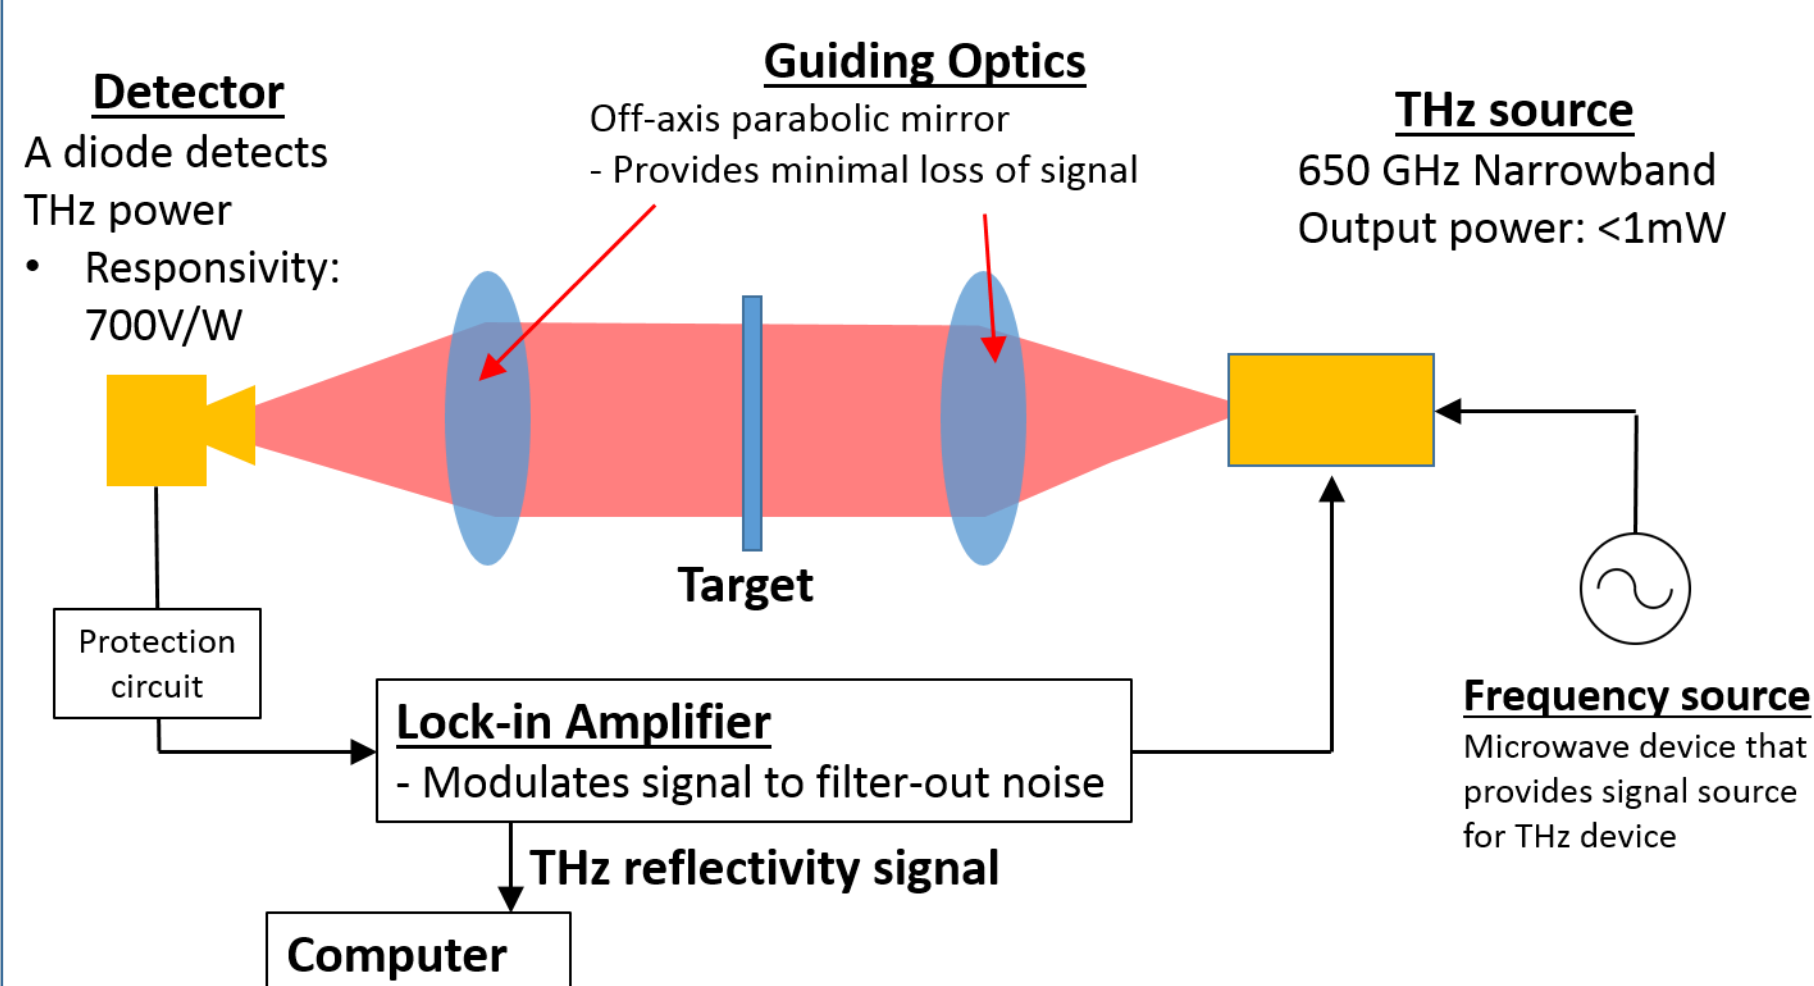 Detector
A diode detects
THz power
• Responsivity:
700V/W
Guiding Optics
Off-axis parabolic mirror
- Provides minimal loss of signal
THz source
650 GHz Narrowband
Output power: <1mW
Target
Protection
circuit
Lock-in Amplifier
- Modulates signal to filter-out noise
THz reflectivity signal
Computer
Frequency source
Microwave device that
provides signal source
for THz device